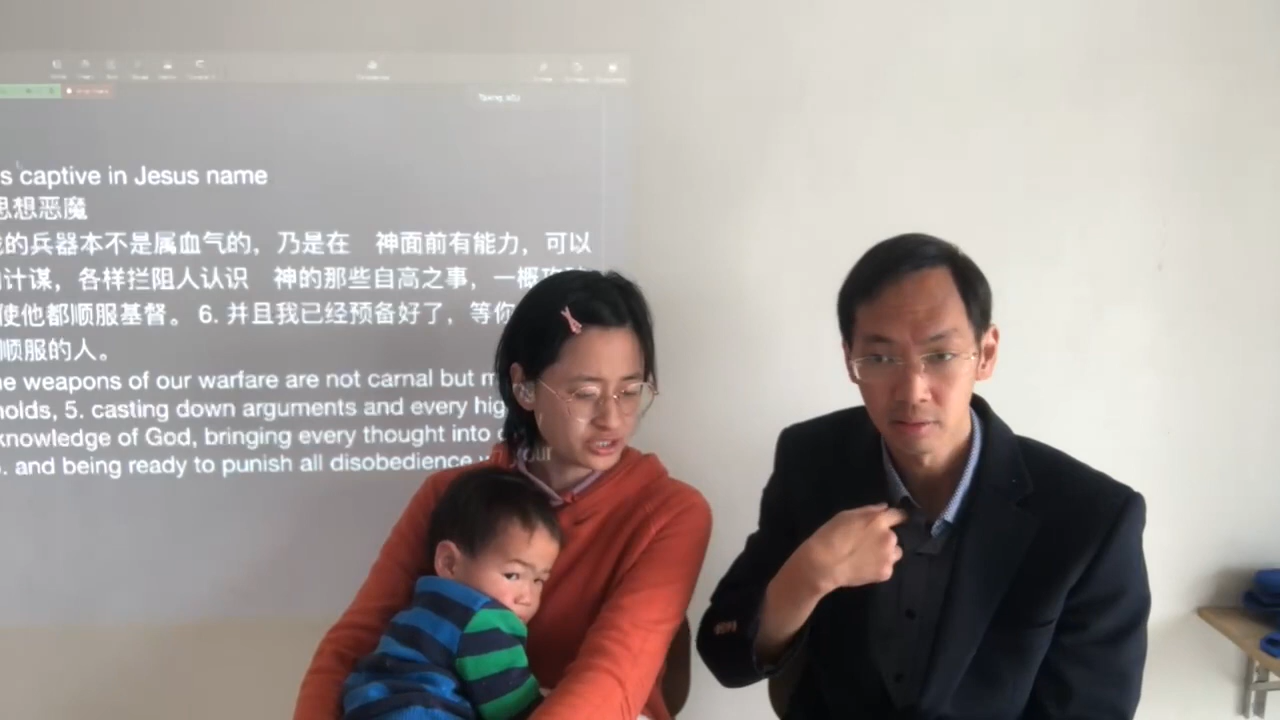 s captive in Jesus name
思想恶魔
的兵器本不是属血气的，乃是在 神面前有能力，可以
计谋，各样拦阻人认识 神的那些自高之事，一概
使他都顺服基督。 6. 并且我已经预备好了，等你
顺服的人。
weapons of our warfare are not carnal but
holds, 5. casting down arguments and every
knowledge of God, bringing every thought into
. and being ready to punish all disobedience your